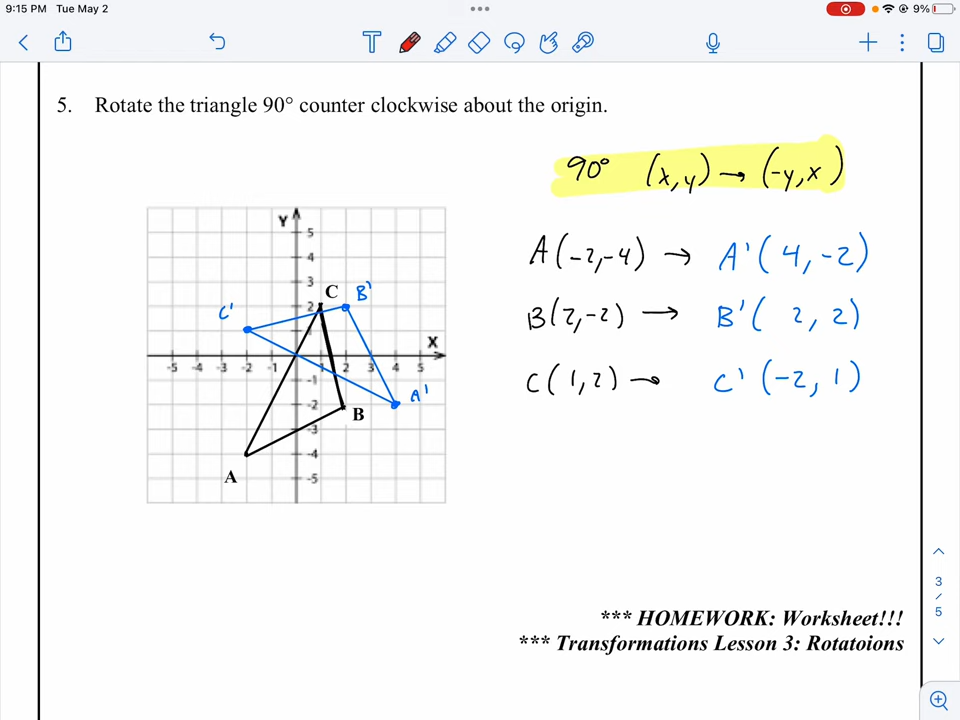 9:15 PM Tue May 2
9%
5. Rotate the triangle 90° counter clockwise about the origin.
90° (x,y) → (-y,x)
A(-2,-4) → A'(4,-2)
B(2,-2) → B'(2,2)
C(1,2) → C'(-2,1)
Y
5
4
3
C B'
2
C'
1
X
-5 -4 -3 -2 -1 1 2 3 4 5
-1
A'
-2
B
-3
-4
A
-5
3
/
5
*** HOMEWORK: Worksheet!!!
*** Transformations Lesson 3: Rotatoions